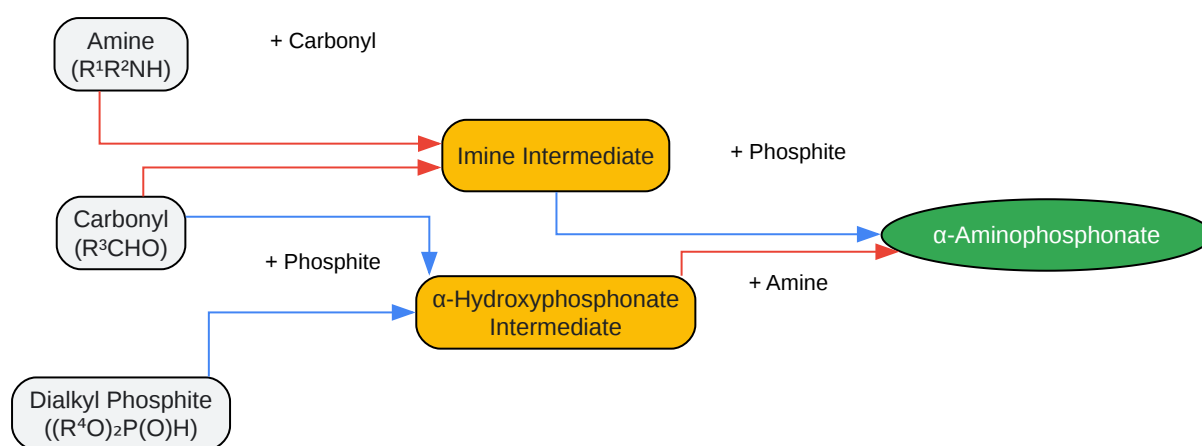 Amine
(R¹R²NH)
+ Carbonyl
Imine Intermediate
+ Phosphite
Carbonyl
(R³CHO)
+ Phosphite
α-Hydroxyphosphonate
Intermediate
+ Amine
α-Aminophosphonate
Dialkyl Phosphite
((R⁴O)₂P(O)H)